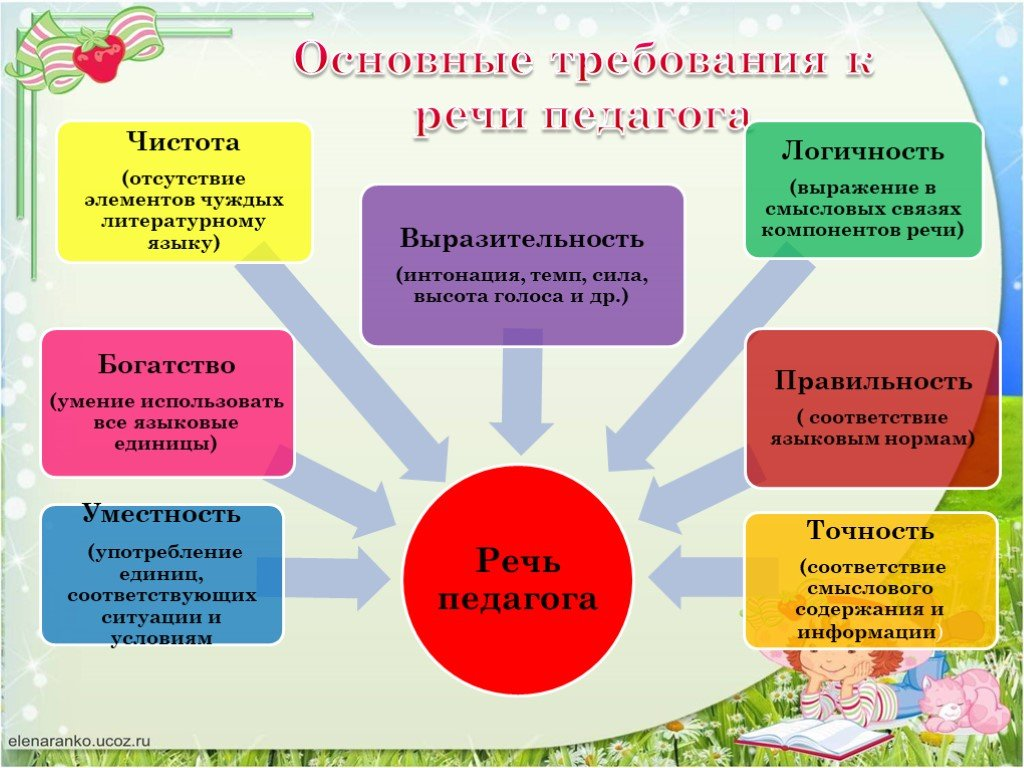 Основные требования к
речи педагога
Чистота
(отсутствие
элементов чуждых
литературному
языку)
Выразительность
(интонация, темп, сила,
высота голоса и др.)
Логичность
(выражение в
смысловых связях
компонентов речи)
Богатство
(умение использовать
все языковые
единицы)
Правильность
( соответствие
языковым нормам)
Уместность
(употребление
единиц,
соответствующих
ситуации и
условиям
Точность
(соответствие
смыслового
содержания и
информации)
Речь
педагога
elenaranko.ucoz.ru